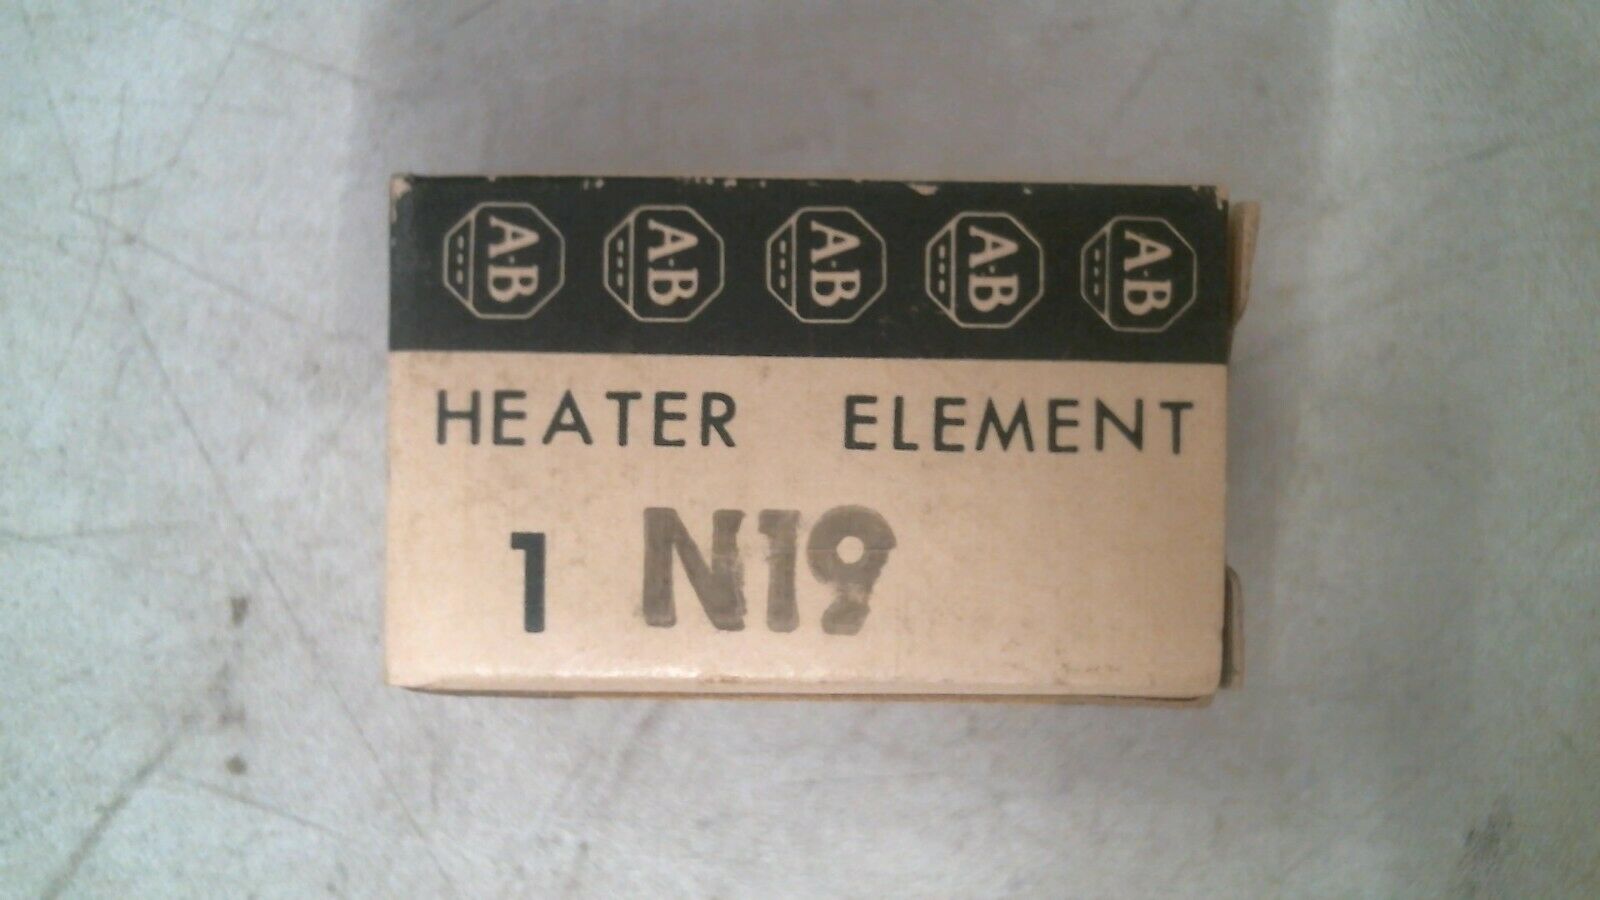 A-B A-B A-B A-B A-B
HEATER ELEMENT
1 N19